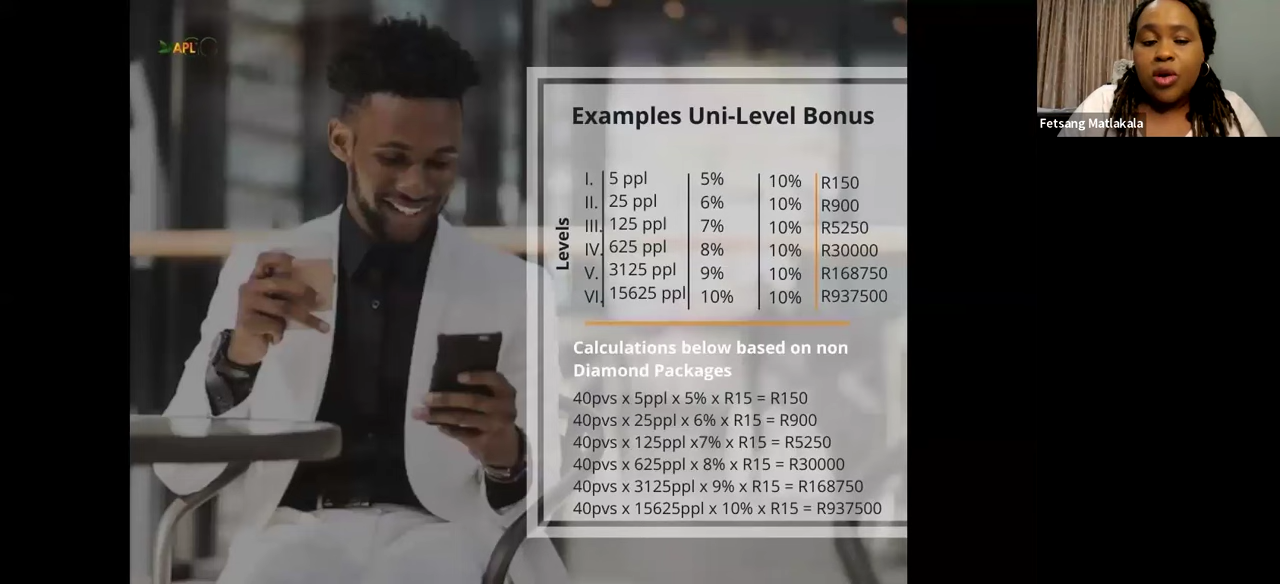 APLGO
Fetsang Matlakala
Examples Uni-Level Bonus
Levels
I. 5 ppl 5% 10% R150
II. 25 ppl 6% 10% R900
III. 125 ppl 7% 10% R5250
IV. 625 ppl 8% 10% R30000
V. 3125 ppl 9% 10% R168750
VI. 15625 ppl 10% 10% R937500
Calculations below based on non
Diamond Packages
40pvs x 5ppl x 5% x R15 = R150
40pvs x 25ppl x 6% x R15 = R900
40pvs x 125ppl x7% x R15 = R5250
40pvs x 625ppl x 8% x R15 = R30000
40pvs x 3125ppl x 9% x R15 = R168750
40pvs x 15625ppl x 10% x R15 = R937500